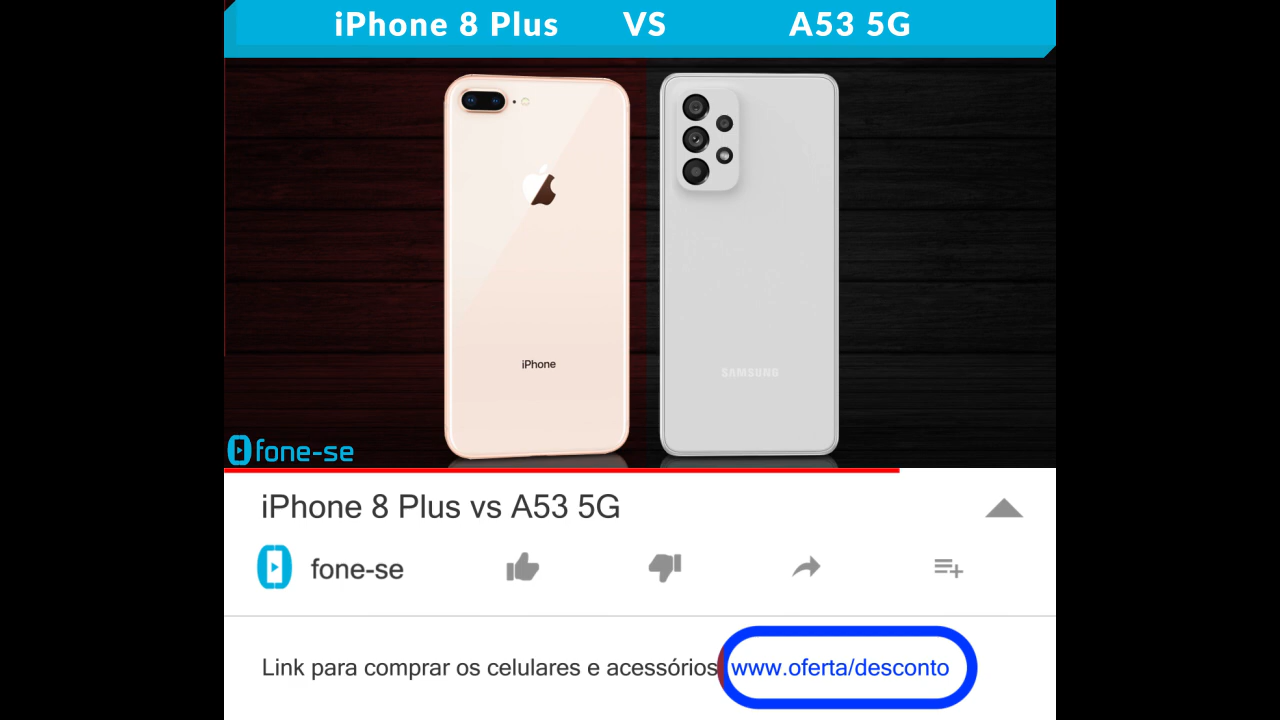 iPhone 8 Plus VS A53 5G
iPhone
SAMSUNG
fone-se
iPhone 8 Plus vs A53 5G
fone-se
Link para comprar os celulares e acessórios www.oferta/desconto